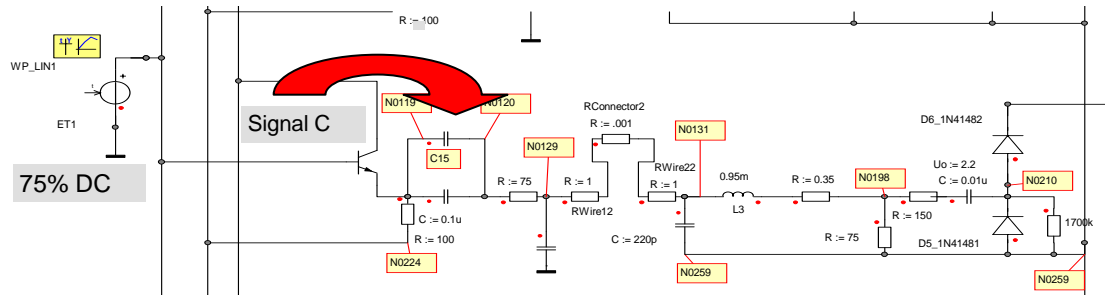 R := 100
WP_LIN1
ET1
75% DC
Signal C
N0119
N0120
C15
C := 0.1u
R := 100
N0224
R := 75
N0129
R := 1
RWire12
RConnector2
R := .001
RWire22
R := 1
N0131
C := 220p
0.95m
L3
R := 0.35
N0198
R := 75
N0259
R := 150
Uo := 2.2
C := 0.01u
D6_1N41482
N0210
D5_1N41481
1700k
N0259